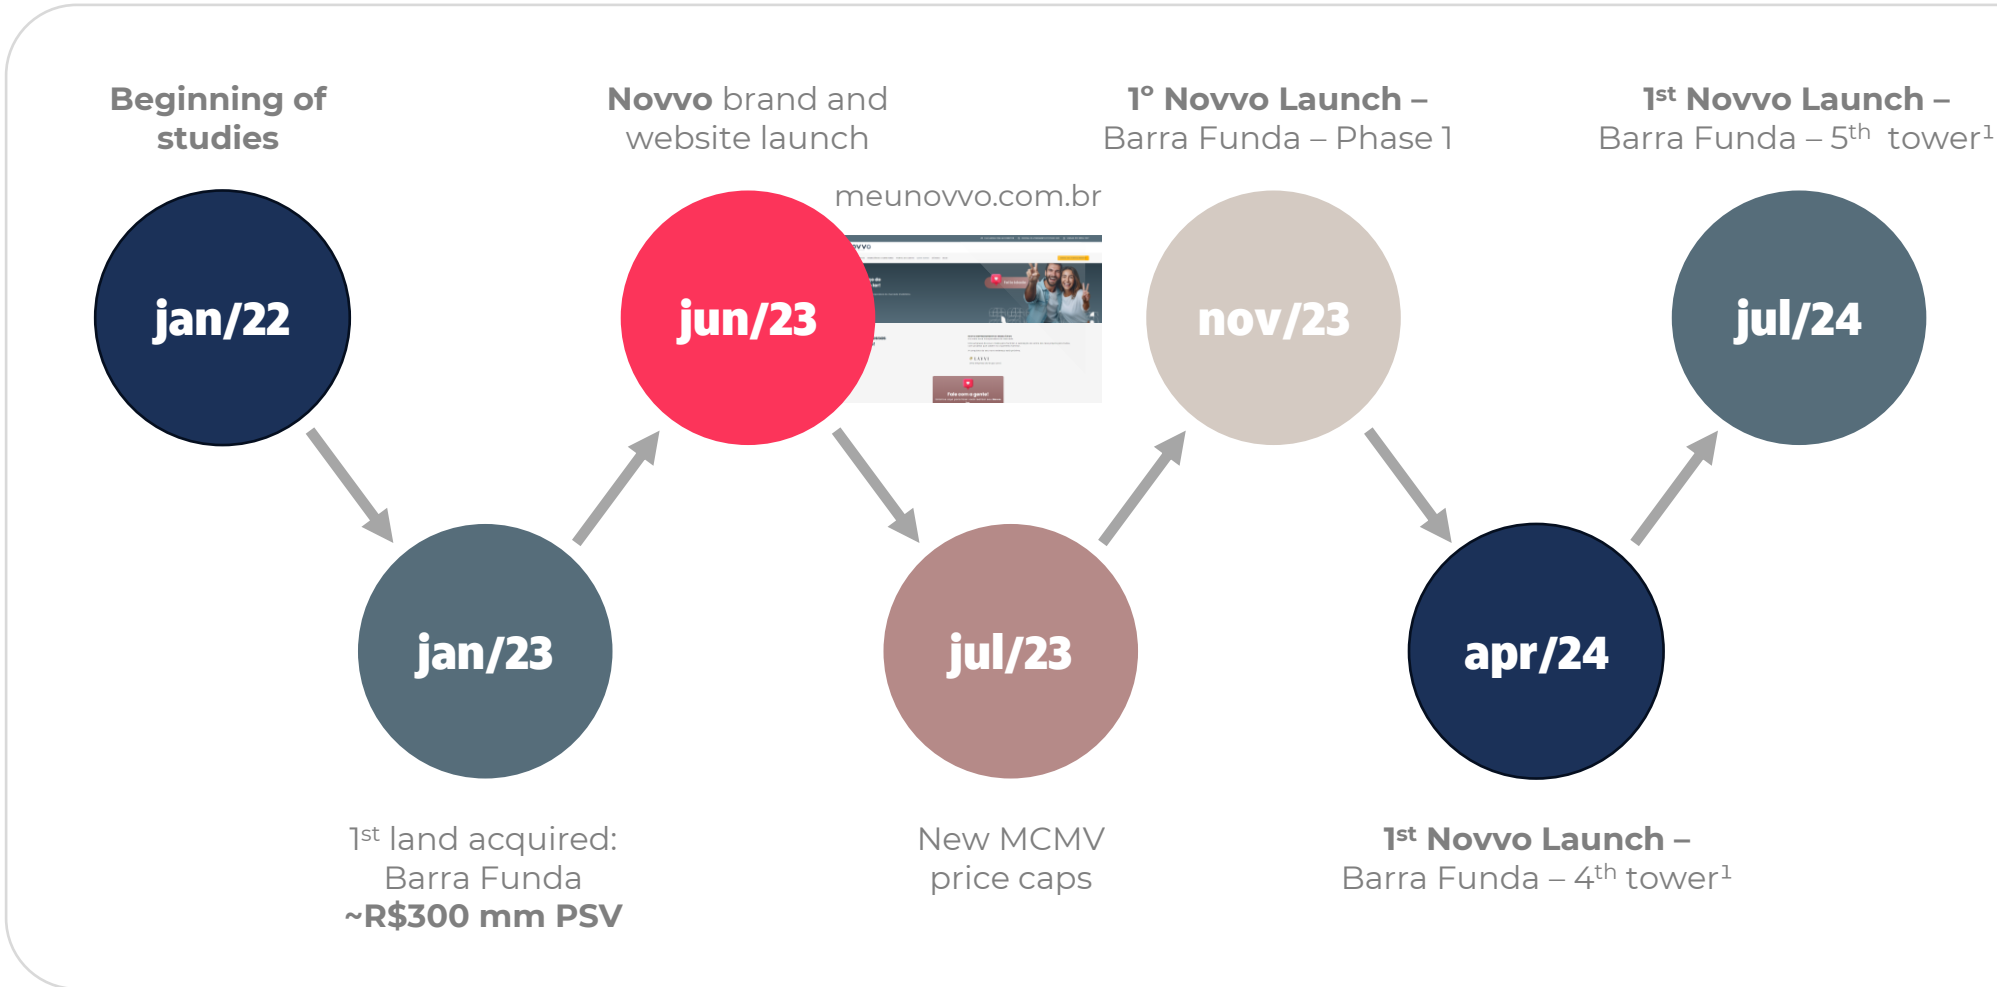 Beginning of
studies
Novvo brand and
website launch
1º Novvo Launch –
Barra Funda – Phase 1
1st Novvo Launch –
Barra Funda – 5th tower¹
meunovvo.com.br
jan/22
jun/23
nov/23
jul/24
Fale com a gente!
jan/23
jul/23
apr/24
1st land acquired:
Barra Funda
~R$300 mm PSV
New MCMV
price caps
1st Novvo Launch –
Barra Funda – 4th tower¹